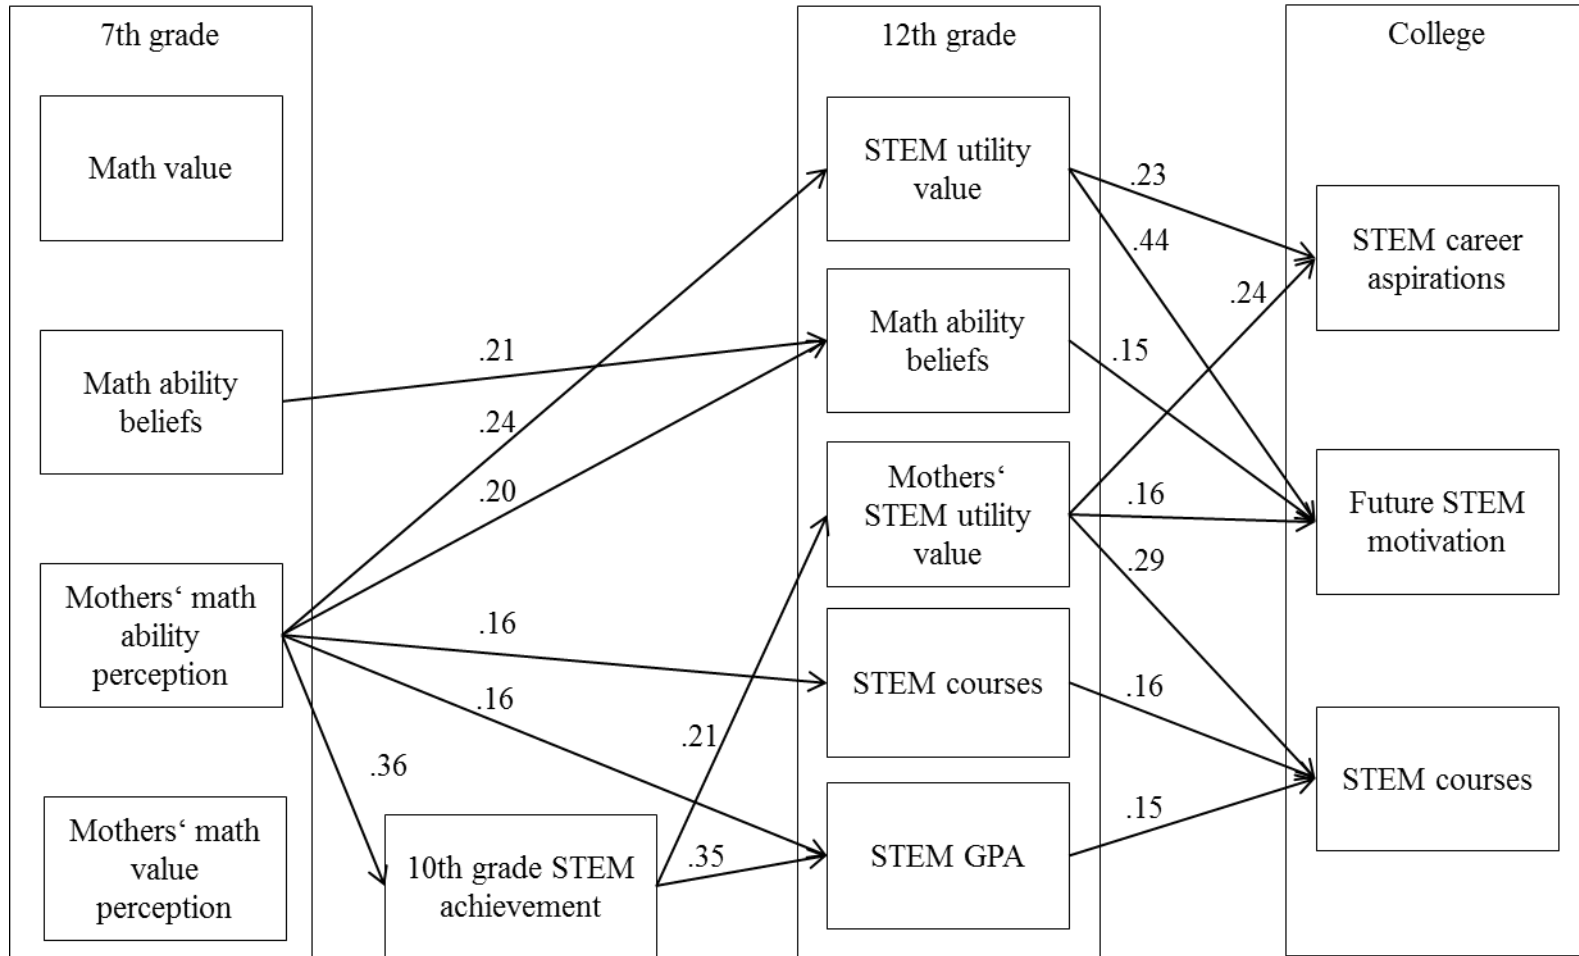 7th grade
Math value
Math ability
beliefs
Mothers‘ math
ability
perception
Mothers‘ math
value
perception
.21
.24
.20
.16
.16
.36
10th grade STEM
achievement
.21
.35
12th grade
STEM utility
value
Math ability
beliefs
Mothers‘
STEM utility
value
STEM courses
STEM GPA
.23
.44
.24
.15
.16
.29
.16
.15
College
STEM career
aspirations
Future STEM
motivation
STEM courses